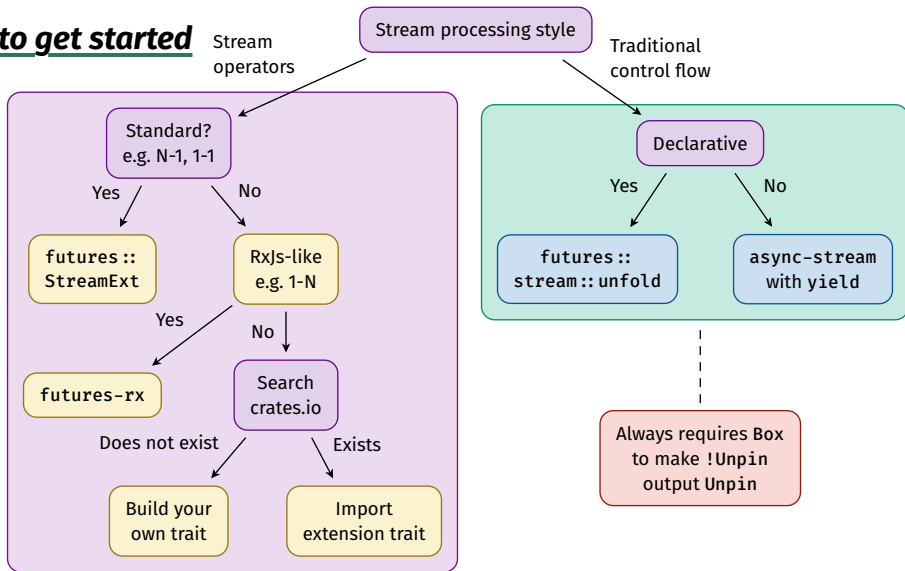 to get started
Stream processing style
Stream
operators
Traditional
control flow
Standard?
e.g. N-1, 1-1
Declarative
Yes
No
Yes
No
futures::
StreamExt
RxJs-like
e.g. 1-N
futures::
stream::unfold
async-stream
with yield
Yes
No
futures-rx
Search
crates.io
Always requires Box
to make !Unpin
output Unpin
Does not exist
Exists
Build your
own trait
Import
extension trait